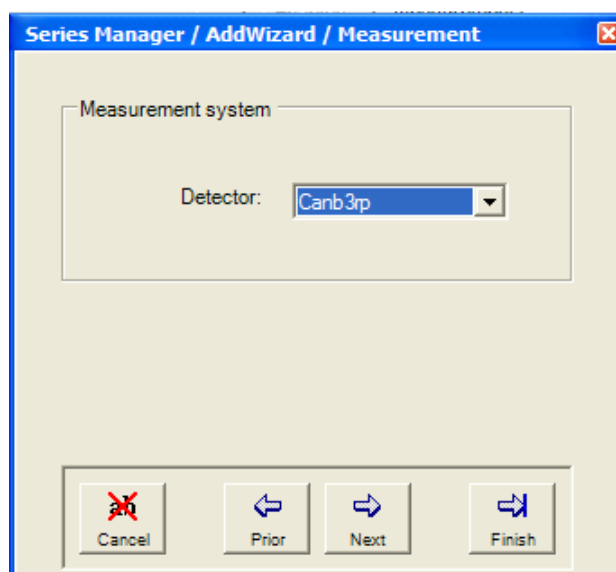 Series Manager / AddWizard / Measurement
Measurement system
Detector: Canb3rp
Cancel Prior Next Finish